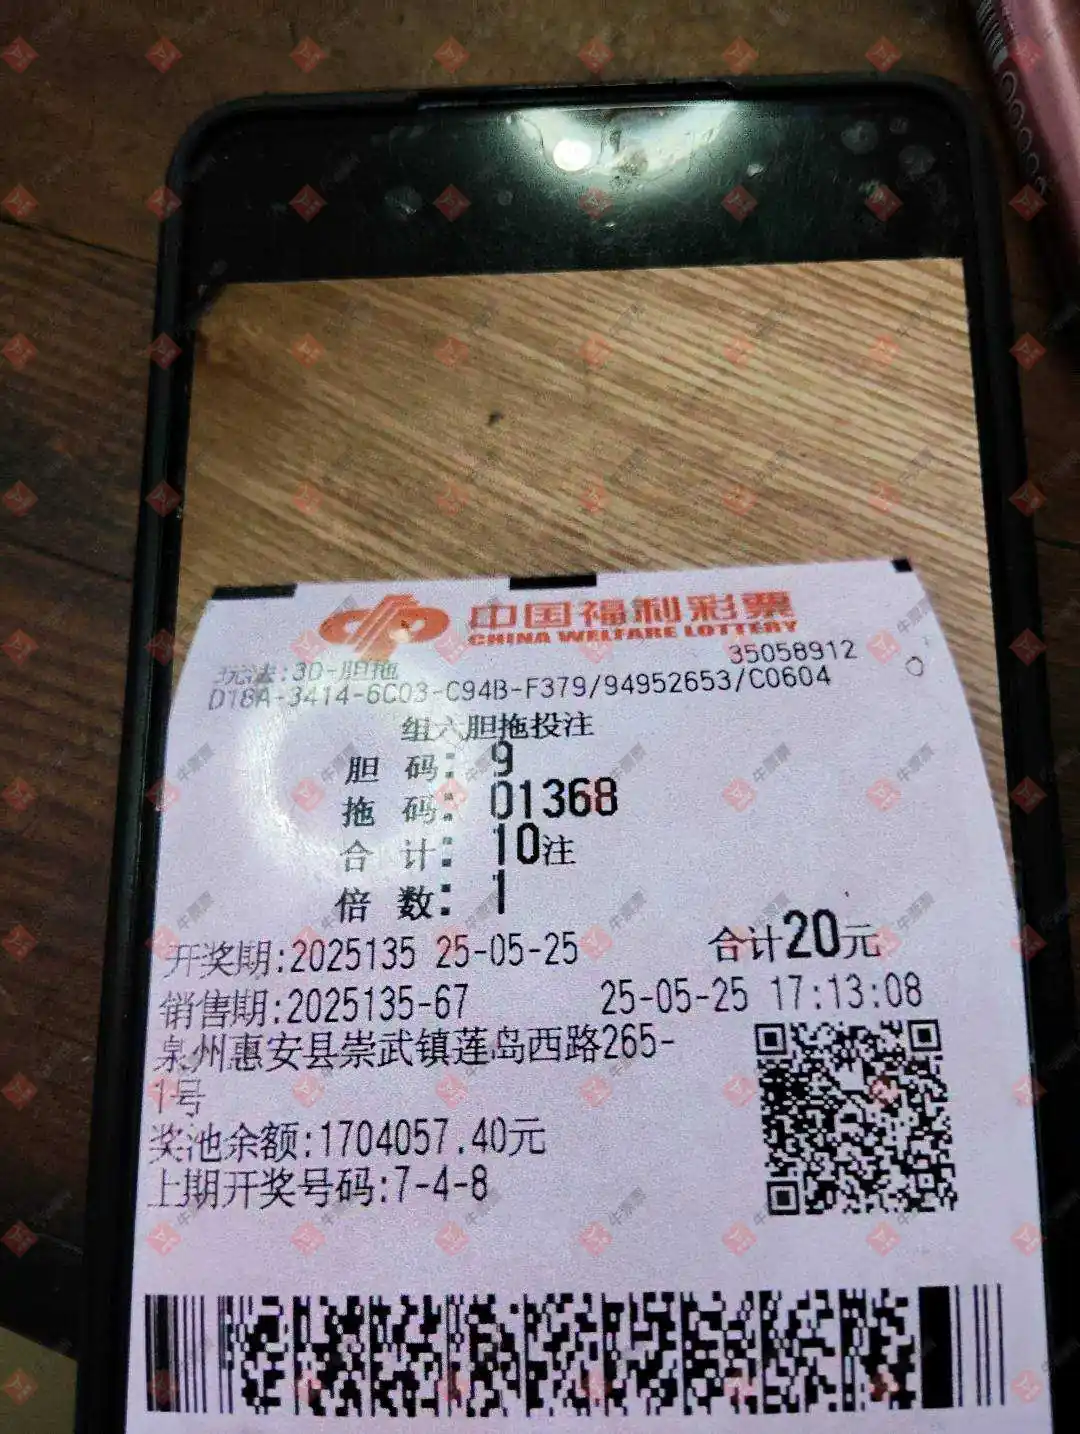 中国福利彩票
CHINA WELFARE LOTTERY
35058912
玩法:3D-胆拖
D18A-3414-6C03-C94B-F379/94952653/C0604
组六胆拖投注
胆 码: 9
拖 码: 01368
合 计: 10注
倍 数: 1
开奖期:2025135 25-05-25 合计20元
销售期:2025135-67 25-05-25 17:13:08
泉州惠安县崇武镇莲岛西路265-
1号
奖池余额:1704057.40元
上期开奖号码:7-4-8